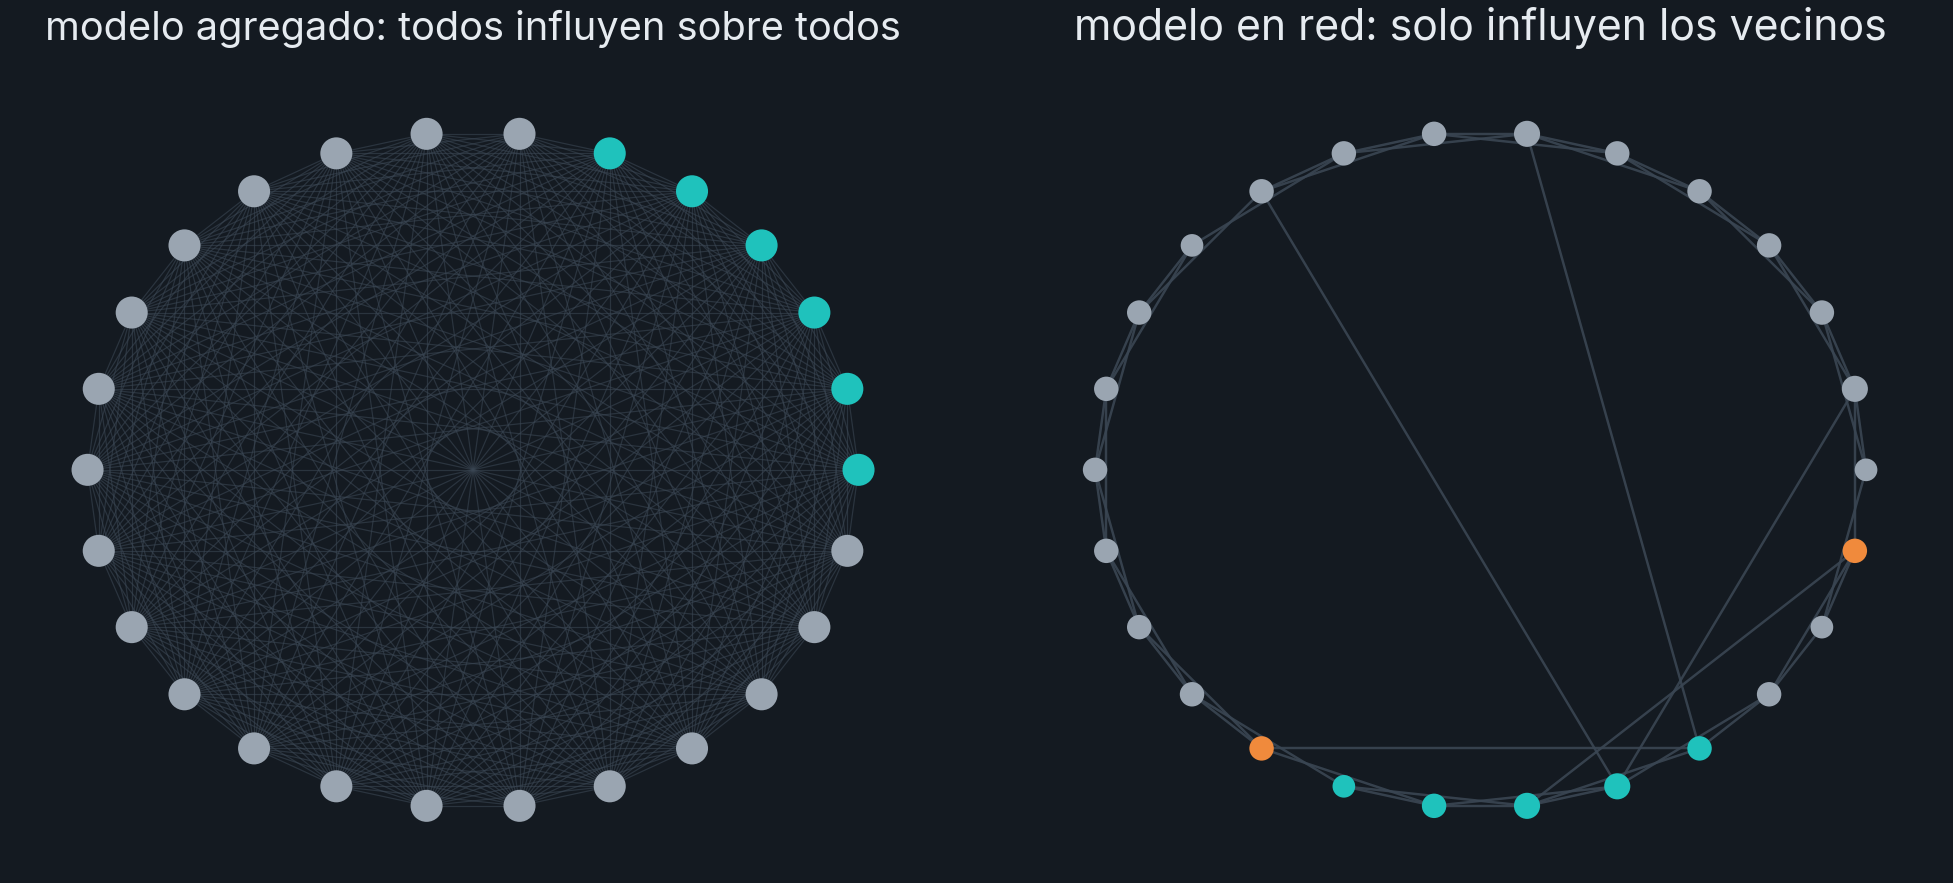 modelo agregado: todos influyen sobre todos
modelo en red: solo influyen los vecinos